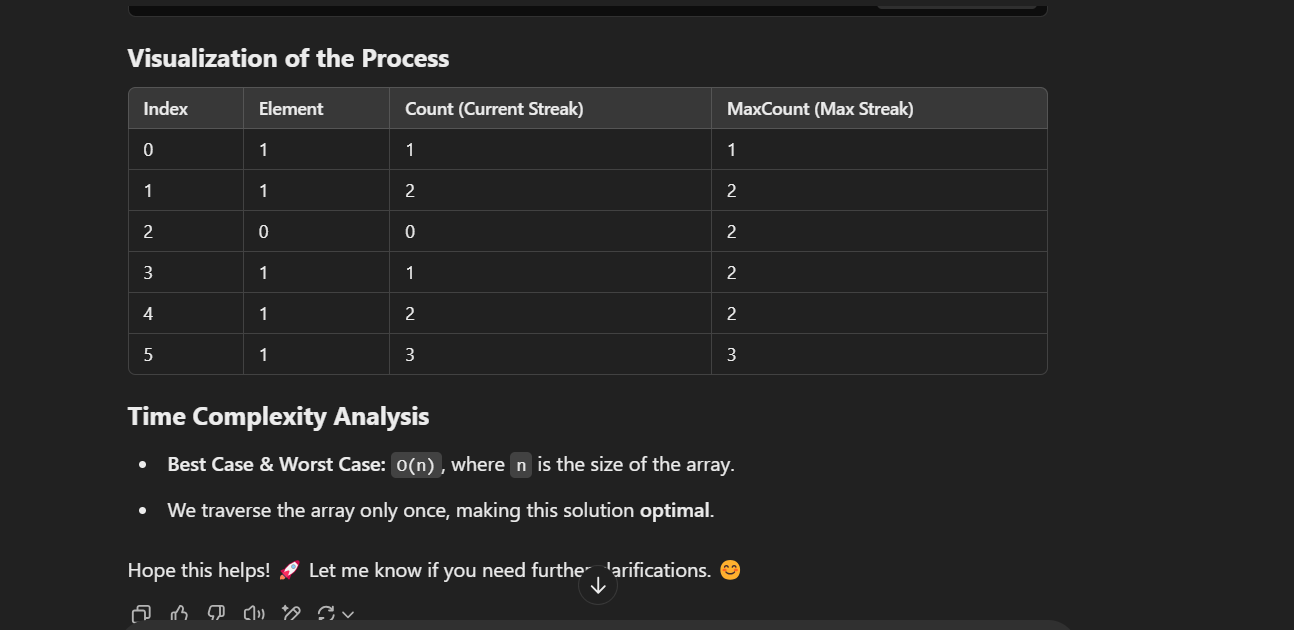 Visualization of the Process
Index Element Count (Current Streak) MaxCount (Max Streak)
0 1 1 1
1 1 2 2
2 0 0 2
3 1 1 2
4 1 2 2
5 1 3 3
Time Complexity Analysis
• Best Case & Worst Case: O(n), where n is the size of the array.
• We traverse the array only once, making this solution optimal.
Hope this helps! 🚀 Let me know if you need further clarifications. 😊